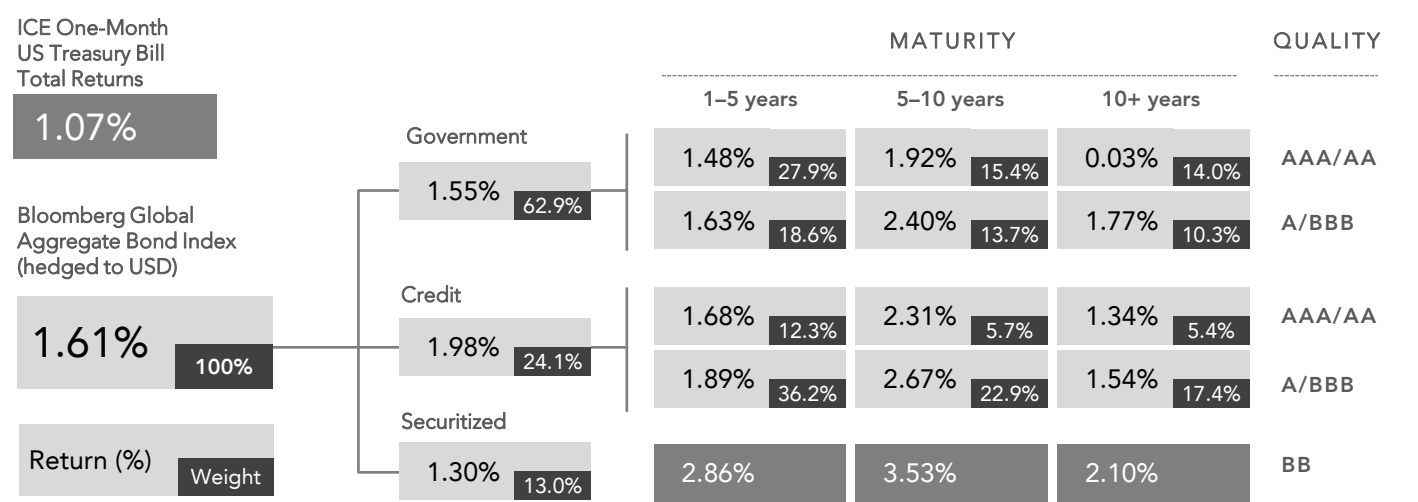 ICE One-Month
US Treasury Bill
Total Returns
1.07%
Bloomberg Global
Aggregate Bond Index
(hedged to USD)
1.61%
100%
Return (%)
Weight
Government
1.55%
62.9%
Credit
1.98%
24.1%
Securitized
1.30%
13.0%
MATURITY QUALITY
1–5 years 5–10 years 10+ years
1.48% 27.9% 1.92% 15.4% 0.03% 14.0% AAA/AA
1.63% 18.6% 2.40% 13.7% 1.77% 10.3% A/BBB
1.68% 12.3% 2.31% 5.7% 1.34% 5.4% AAA/AA
1.89% 36.2% 2.67% 22.9% 1.54% 17.4% A/BBB
2.86% 3.53% 2.10% BB